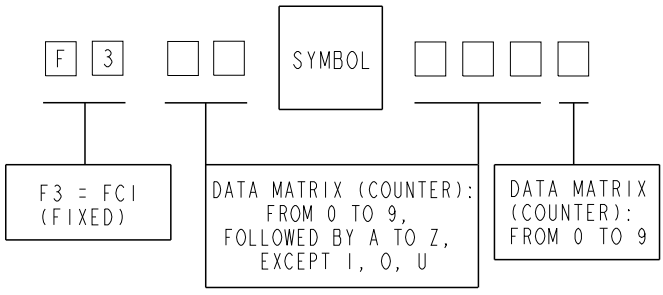 F 3 SYMBOL
F3 = FCI
(FIXED)
DATA MATRIX (COUNTER):
FROM 0 TO 9,
FOLLOWED BY A TO Z,
EXCEPT I, O, U
DATA MATRIX
(COUNTER):
FROM 0 TO 9